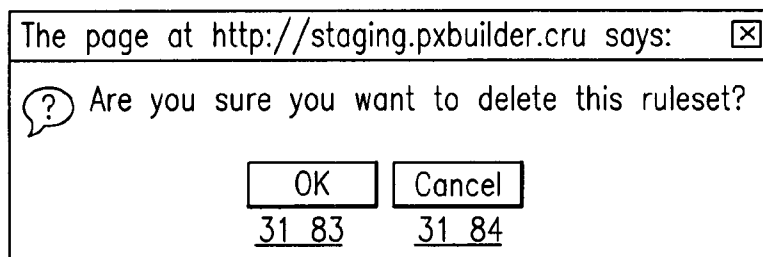 The page at http://staging.pxbuilder.cru says:
Are you sure you want to delete this ruleset?
OK Cancel
31 83 31 84